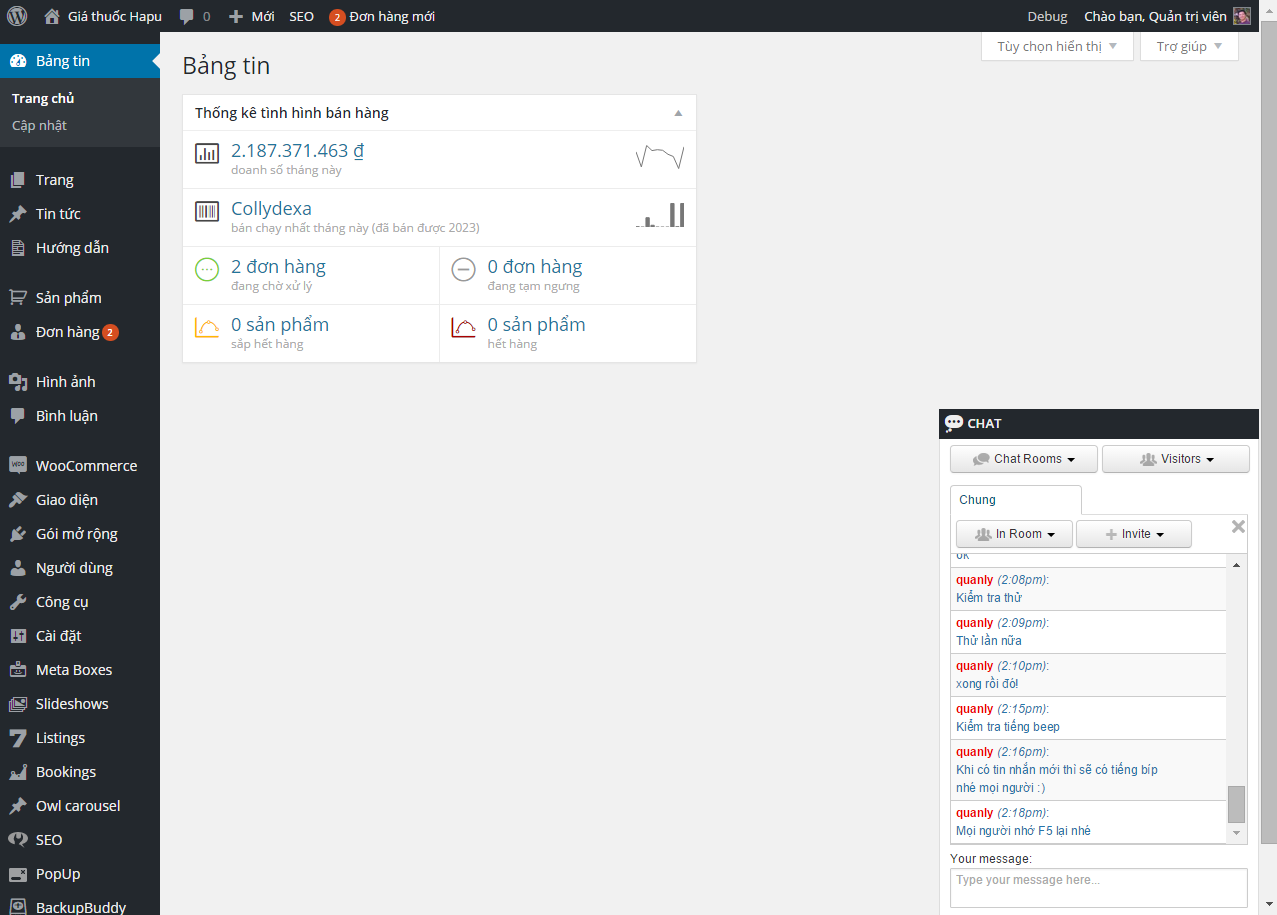 Giá thuốc Hapu 0 Mới SEO 2 Đơn hàng mới Debug Chào bạn, Quản trị viên
Tùy chọn hiển thị Trợ giúp
Bảng tin
Trang chủ
Cập nhật
Trang
Tin tức
Hướng dẫn
Sản phẩm
Đơn hàng 2
Hình ảnh
Bình luận
WooCommerce
Giao diện
Gói mở rộng
Người dùng
Công cụ
Cài đặt
Meta Boxes
Slideshows
Listings
Bookings
Owl carousel
SEO
PopUp
BackupBuddy
Bảng tin
Thống kê tình hình bán hàng
2.187.371.463 ₫
doanh số tháng này
Collydexa
bán chạy nhất tháng này (đã bán được 2023)
2 đơn hàng
đang chờ xử lý
0 đơn hàng
đang tạm ngưng
0 sản phẩm
sắp hết hàng
0 sản phẩm
hết hàng
CHAT
Chat Rooms Visitors
Chung
In Room Invite
ok
quanly (2:08pm):
Kiểm tra thử
quanly (2:09pm):
Thử lần nữa
quanly (2:10pm):
xong rồi đó!
quanly (2:15pm):
Kiểm tra tiếng beep
quanly (2:16pm):
Khi có tin nhắn mới thì sẽ có tiếng bíp
nhé mọi người :)
quanly (2:18pm):
Mọi người nhớ F5 lại nhé
Your message:
Type your message here...